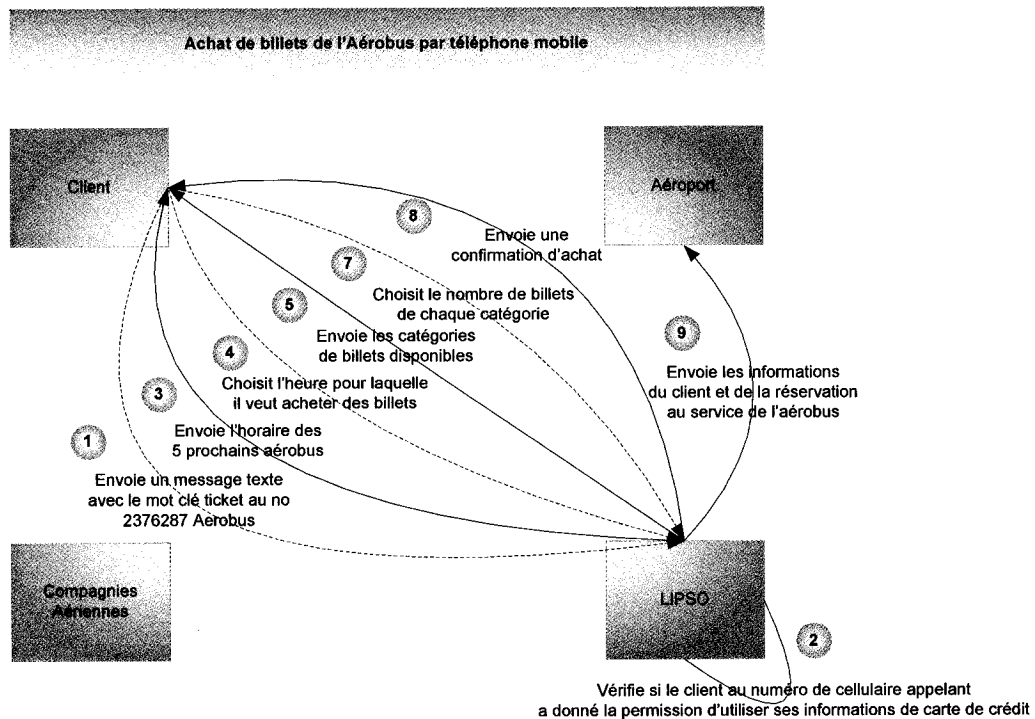 Achat de billets de l'Aérobus par téléphone mobile
Client
Aéroport
8
Envoie une
confirmation d'achat
7
Choisit le nombre de billets
de chaque catégorie
5
Envoie les catégories
de billets disponibles
9
Envoie les informations
du client et de la réservation
au service de l'aérobus
4
Choisit l'heure pour laquelle
il veut acheter des billets
3
Envoie l'horaire des
5 prochains aérobus
1
Envoie un message texte
avec le mot clé ticket au no
2376287 Aerobus
Compagnies
Aériennes
LIPSO
2
Vérifie si le client au numéro de cellulaire appelant
a donné la permission d'utiliser ses informations de carte de crédit